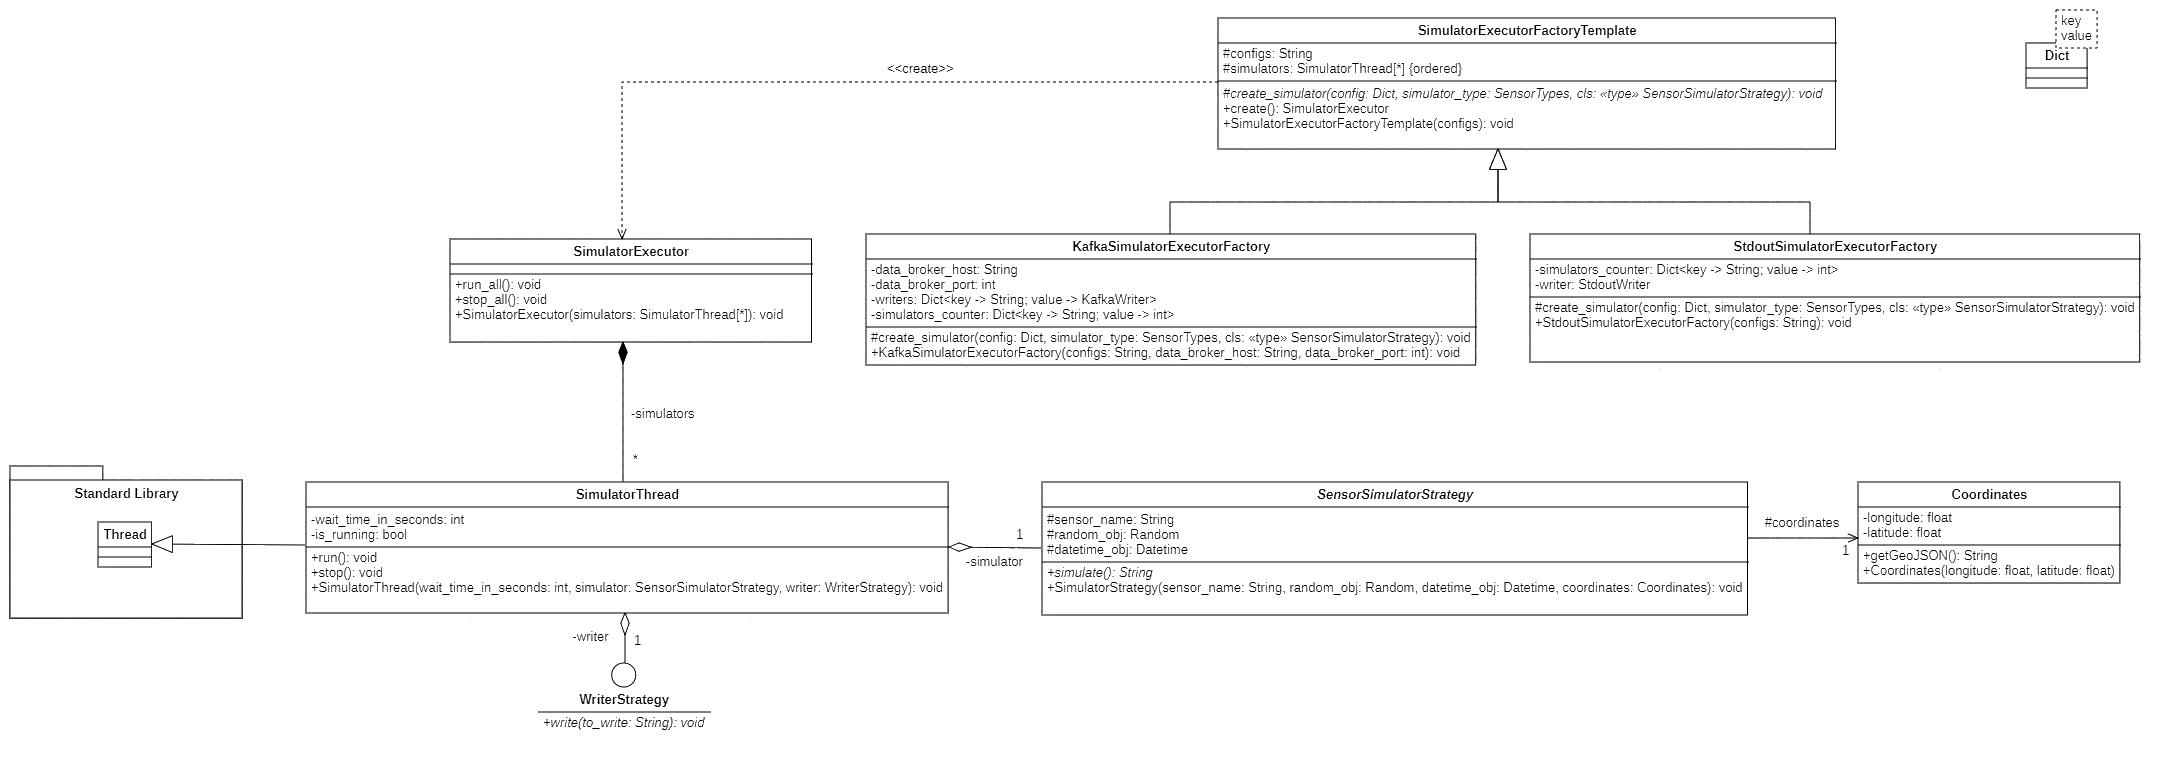 SimulatorExecutorFactoryTemplate
#configs: String
#simulators: SimulatorThread[*] {ordered}
#create_simulator(config: Dict, simulator_type: SensorTypes, cls: «type» SensorSimulatorStrategy): void
+create(): SimulatorExecutor
+SimulatorExecutorFactoryTemplate(configs): void
key
value
Dict
<<create>>
SimulatorExecutor
+run_all(): void
+stop_all(): void
+SimulatorExecutor(simulators: SimulatorThread[*]): void
KafkaSimulatorExecutorFactory
-data_broker_host: String
-data_broker_port: int
-writers: Dict<key -> String; value -> KafkaWriter>
-simulators_counter: Dict<key -> String; value -> int>
#create_simulator(config: Dict, simulator_type: SensorTypes, cls: «type» SensorSimulatorStrategy): void
+KafkaSimulatorExecutorFactory(configs: String, data_broker_host: String, data_broker_port: int): void
StdoutSimulatorExecutorFactory
-simulators_counter: Dict<key -> String; value -> int>
-writer: StdoutWriter
#create_simulator(config: Dict, simulator_type: SensorTypes, cls: «type» SensorSimulatorStrategy): void
+StdoutSimulatorExecutorFactory(configs: String): void
-simulators
*
Standard Library
Thread
SimulatorThread
-wait_time_in_seconds: int
-is_running: bool
+run(): void
+stop(): void
+SimulatorThread(wait_time_in_seconds: int, simulator: SensorSimulatorStrategy, writer: WriterStrategy): void
1
-simulator
SensorSimulatorStrategy
#sensor_name: String
#random_obj: Random
#datetime_obj: Datetime
+simulate(): String
+SimulatorStrategy(sensor_name: String, random_obj: Random, datetime_obj: Datetime, coordinates: Coordinates): void
#coordinates
1
Coordinates
-longitude: float
-latitude: float
+getGeoJSON(): String
+Coordinates(longitude: float, latitude: float)
-writer
1
WriterStrategy
+write(to_write: String): void